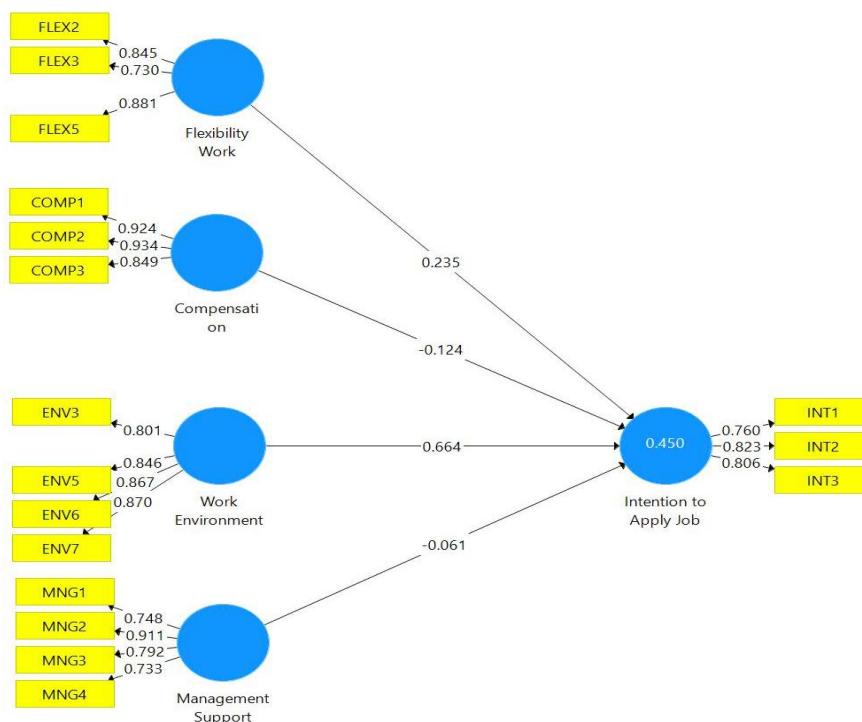 FLEX2
0.845
FLEX3
0.730
0.881
FLEX5
Flexibility
Work
COMP1
0.924
COMP2
0.934
COMP3
0.849
Compensati
on
0.235
-0.124
ENV3
0.801
0.846
ENV5
0.867
ENV6
0.870
ENV7
Work
Environment
0.664
-0.061
MNG1
0.748
MNG2
0.911
MNG3
0.792
MNG4
0.733
Management
Support
0.450
Intention to
Apply Job
INT1
0.760
INT2
0.823
INT3
0.806